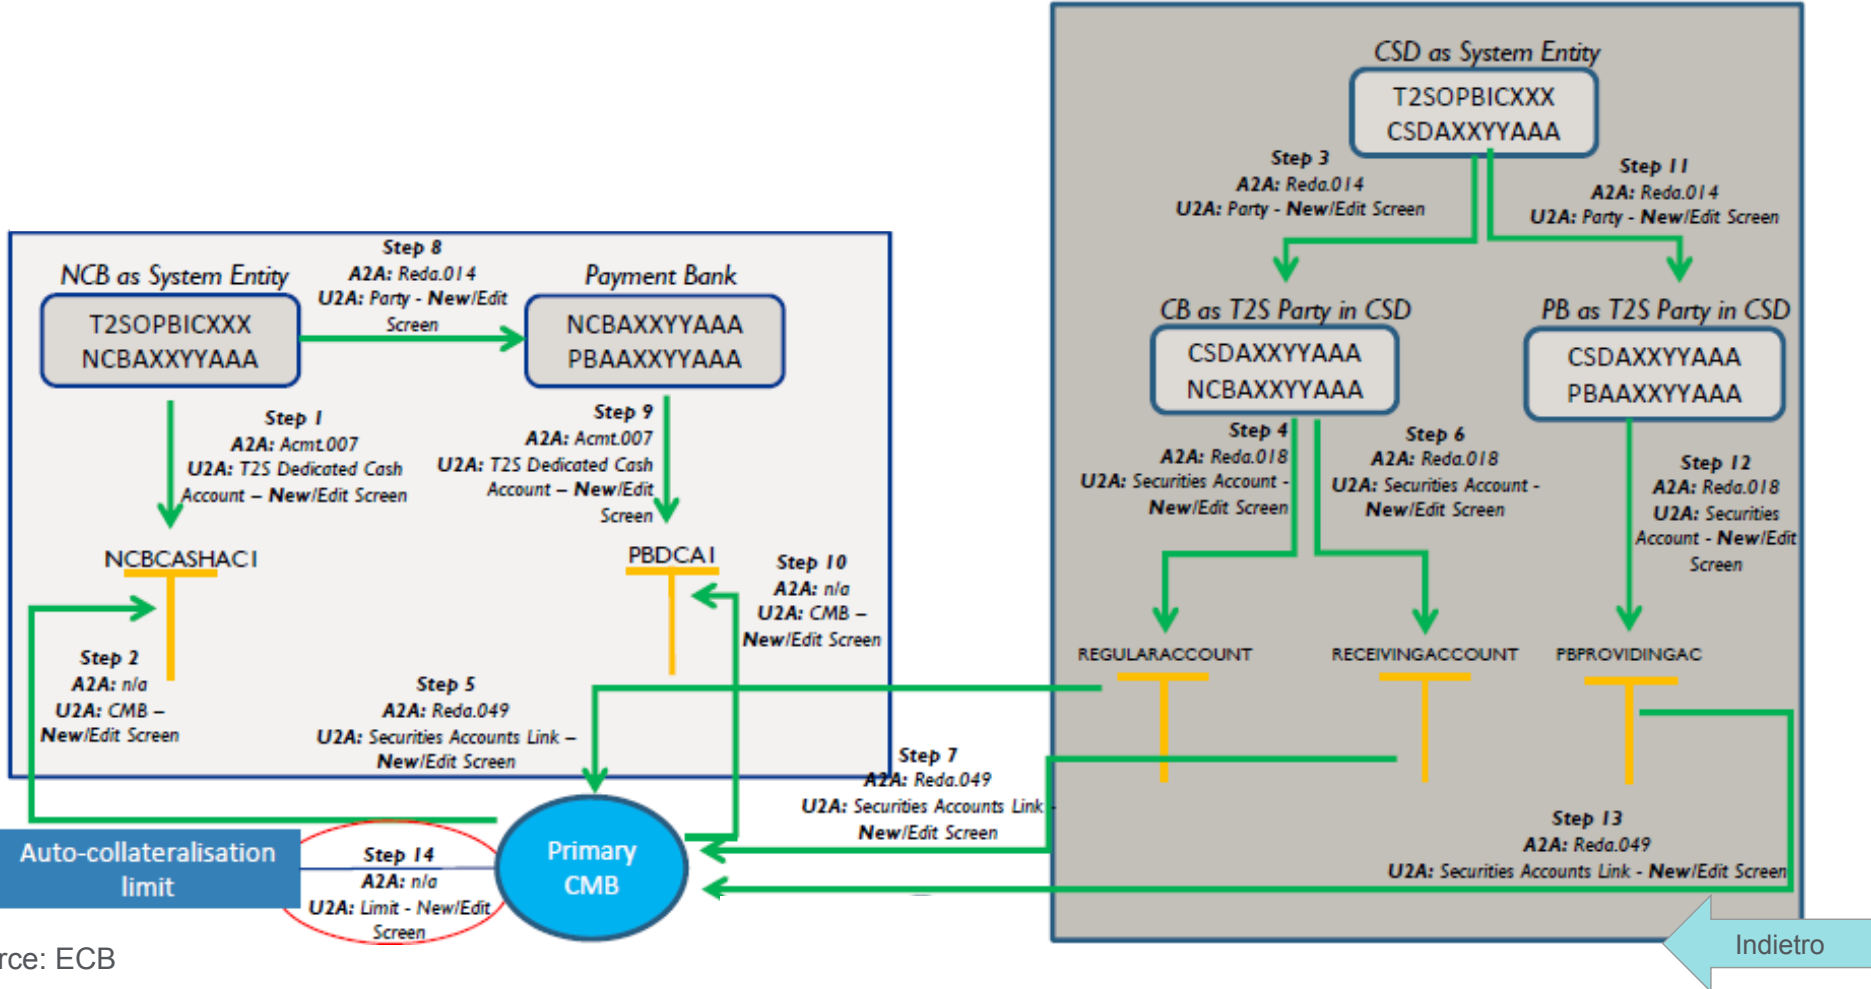 CSD as System Entity
T2SOPBICXXX
CSDAXXYYAAA
Step 3
A2A: Reda.014
U2A: Party - New/Edit Screen
Step 11
A2A: Reda.014
U2A: Party - New/Edit Screen
Step 8
A2A: Reda.014
U2A: Party - New/Edit
Screen
NCB as System Entity
T2SOPBICXXX
NCBAXXYYAAA
Payment Bank
NCBAXXYYAAA
PBAAXXYYAAA
CB as T2S Party in CSD
CSDAXXYYAAA
NCBAXXYYAAA
PB as T2S Party in CSD
CSDAXXYYAAA
PBAAXXYYAAA
Step 1
A2A: Acmt.007
U2A: T2S Dedicated Cash
Account – New/Edit Screen
Step 9
A2A: Acmt.007
U2A: T2S Dedicated Cash
Account – New/Edit
Screen
Step 4
A2A: Reda.018
U2A: Securities Account -
New/Edit Screen
Step 6
A2A: Reda.018
U2A: Securities Account -
New/Edit Screen
Step 12
A2A: Reda.018
U2A: Securities
Account - New/Edit
Screen
NCBCASHAC1
PBDCA1
Step 10
A2A: n/a
U2A: CMB –
New/Edit Screen
Step 2
A2A: n/a
U2A: CMB –
New/Edit Screen
REGULARACCOUNT
RECEIVINGACCOUNT
PBPROVIDINGAC
Step 5
A2A: Reda.049
U2A: Securities Accounts Link –
New/Edit Screen
Step 7
A2A: Reda.049
U2A: Securities Accounts Link -
New/Edit Screen
Step 13
A2A: Reda.049
U2A: Securities Accounts Link - New/Edit Screen
Auto-collateralisation
limit
Step 14
A2A: n/a
U2A: Limit - New/Edit
Screen
Primary
CMB
Indietro
rce: ECB